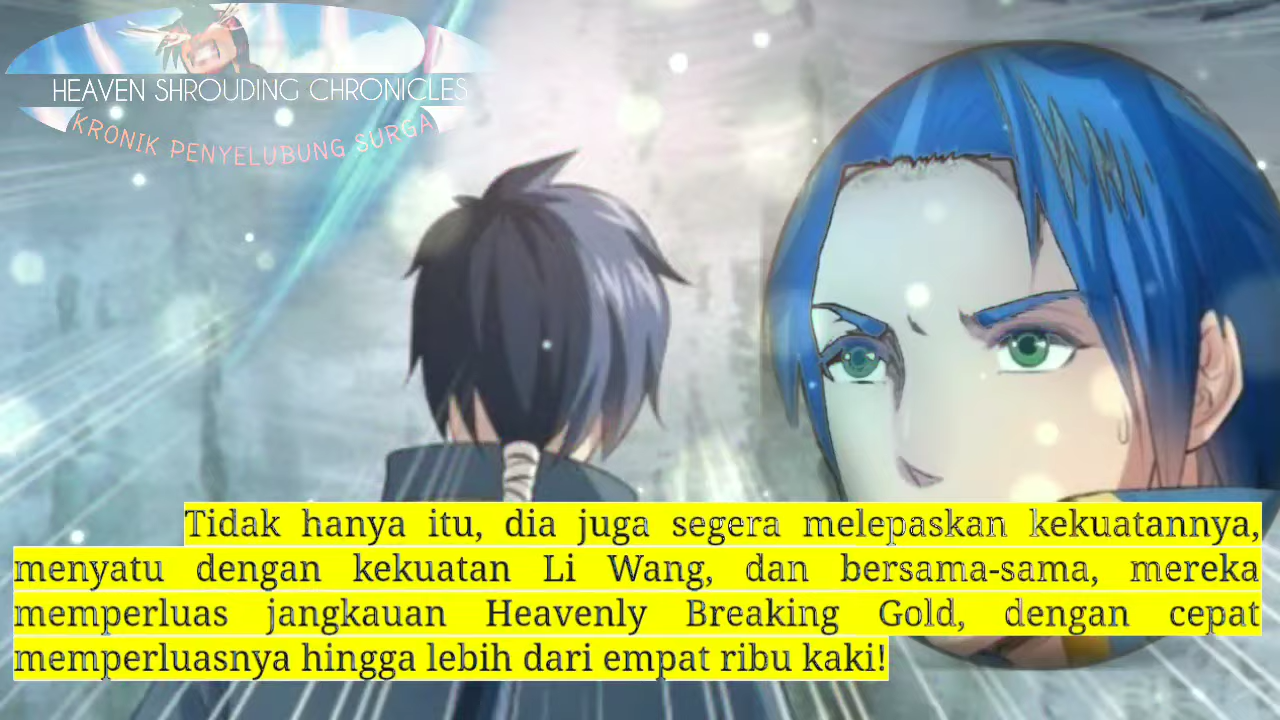 HEAVEN SHROUDING CHRONICLES
KRONIK PENYELUBUNG SURGA
Tidak hanya itu, dia juga segera melepaskan kekuatannya,
menyatu dengan kekuatan Li Wang, dan bersama-sama, mereka
memperluas jangkauan Heavenly Breaking Gold, dengan cepat
memperluasnya hingga lebih dari empat ribu kaki!